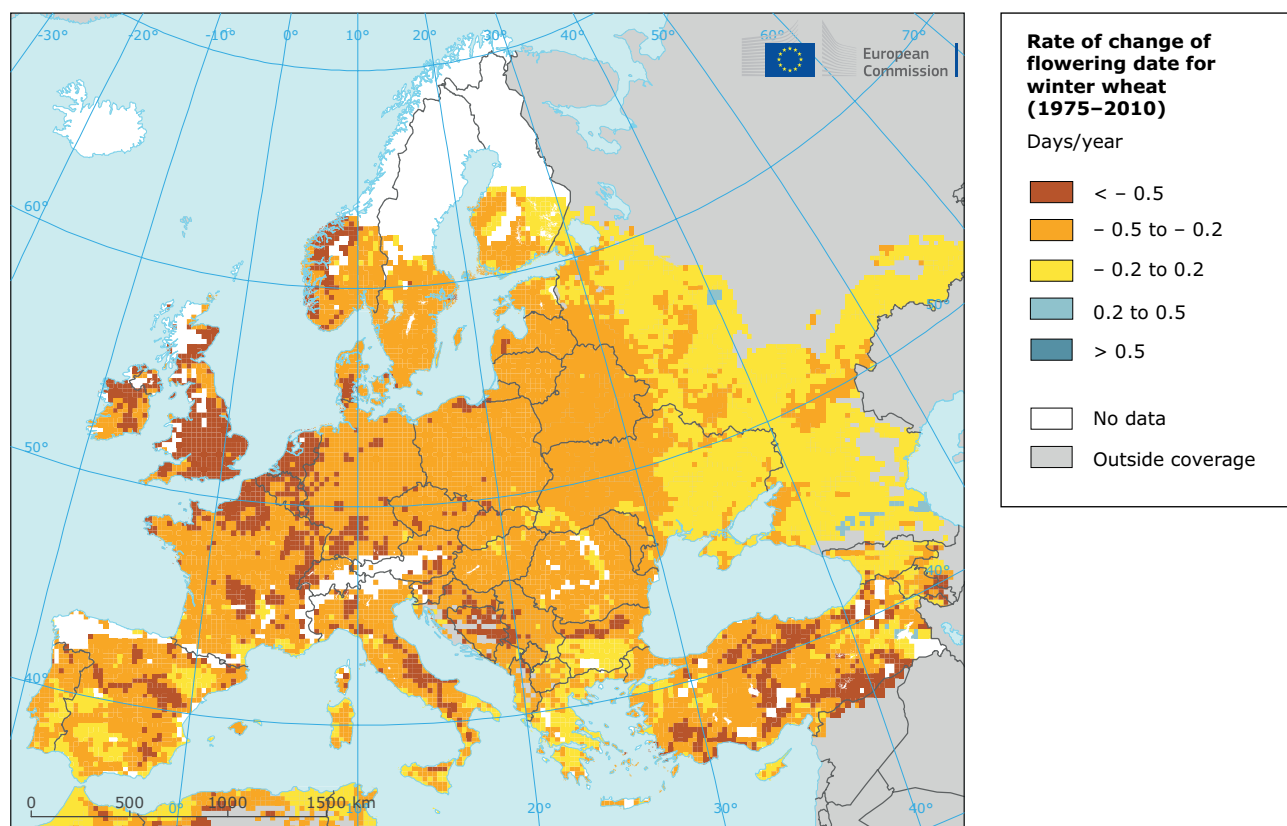 -30° -20° -10° 0° 10° 20° 30° 40° 50° 60° 70°
European
Commission
60°
50°
50°
40°
40°
0 500 1000 1500 km
0° 10° 20° 30° 40°
Rate of change of
flowering date for
winter wheat
(1975–2010)
Days/year
< – 0.5
– 0.5 to – 0.2
– 0.2 to 0.2
0.2 to 0.5
> 0.5
No data
Outside coverage